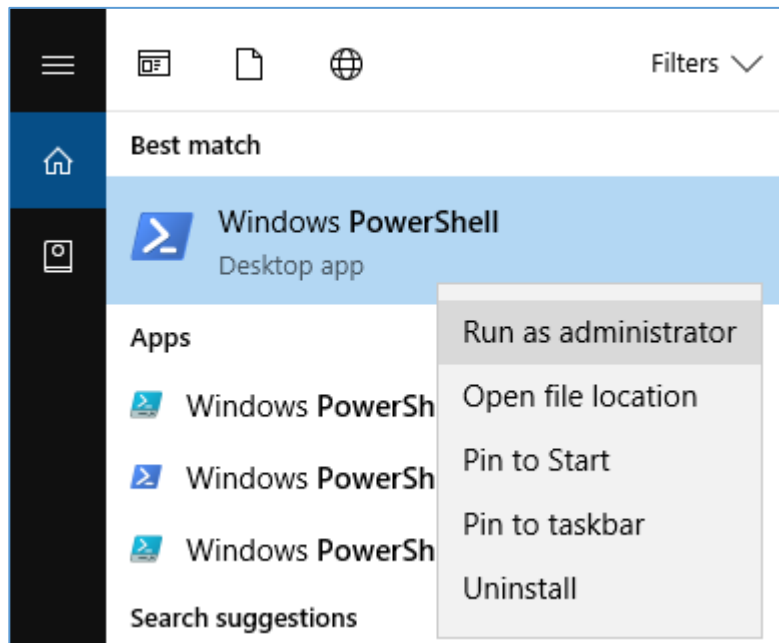 Filters
Best match
Windows PowerShell
Desktop app
Run as administrator
Apps
Open file location
Windows PowerSh
Pin to Start
Windows PowerSh
Pin to taskbar
Windows PowerSh
Uninstall
Search suggestions